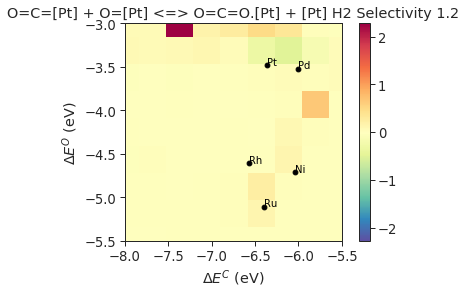 O=C=[Pt] + O=[Pt] <=> O=C=O.[Pt] + [Pt] H2 Selectivity 1.2
−3.0
−3.5
−4.0
−4.5
−5.0
−5.5
ΔE^O (eV)
Pt
Pd
Rh
Ni
Ru
−8.0 −7.5 −7.0 −6.5 −6.0 −5.5
ΔE^C (eV)
2
1
0
−1
−2